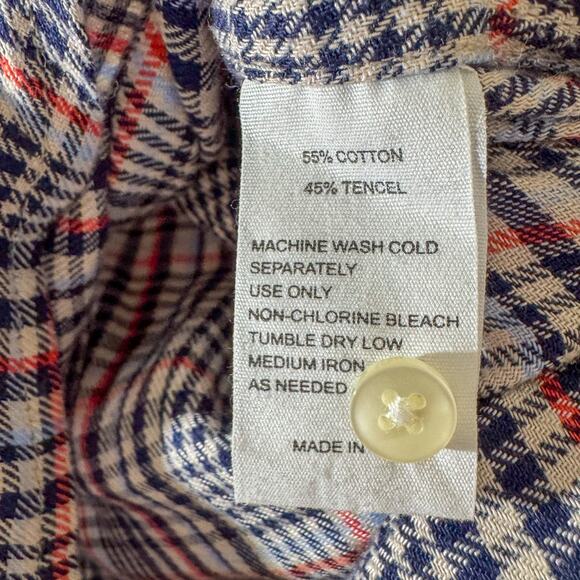 55% COTTON
45% TENCEL
MACHINE WASH COLD
SEPARATELY
USE ONLY
NON-CHLORINE BLEACH
TUMBLE DRY LOW
MEDIUM IRON
AS NEEDED
MADE IN